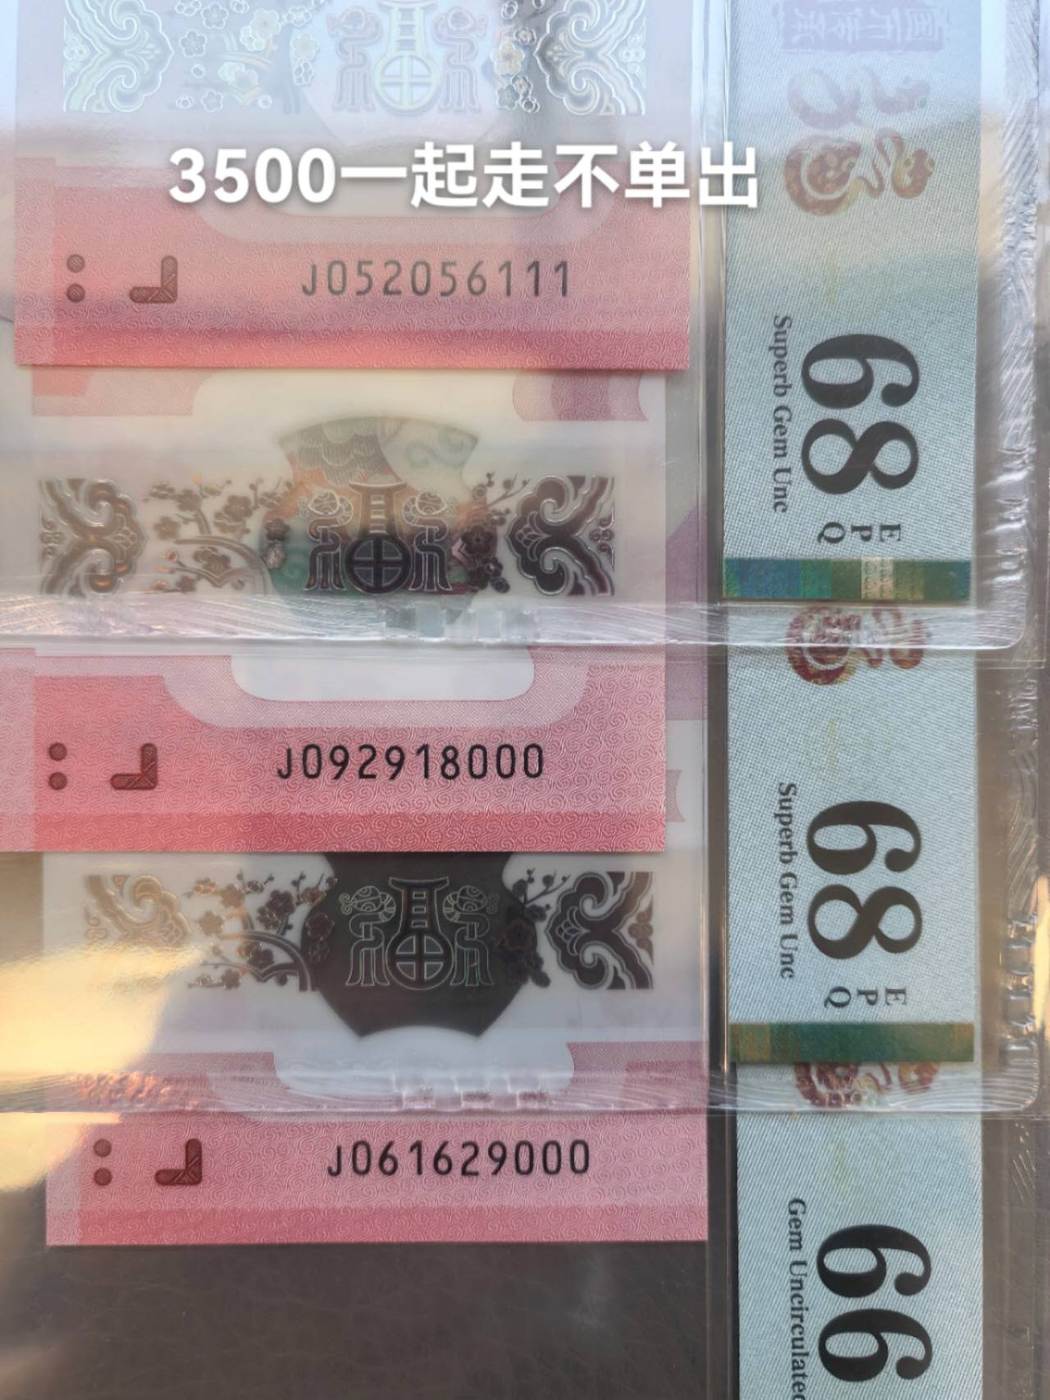 3500一起走不单出
J052056111
68
Superb Gem Unc
EPQ
J092918000
68
Superb Gem Unc
EPQ
J061629000
66
Gem Uncirculated